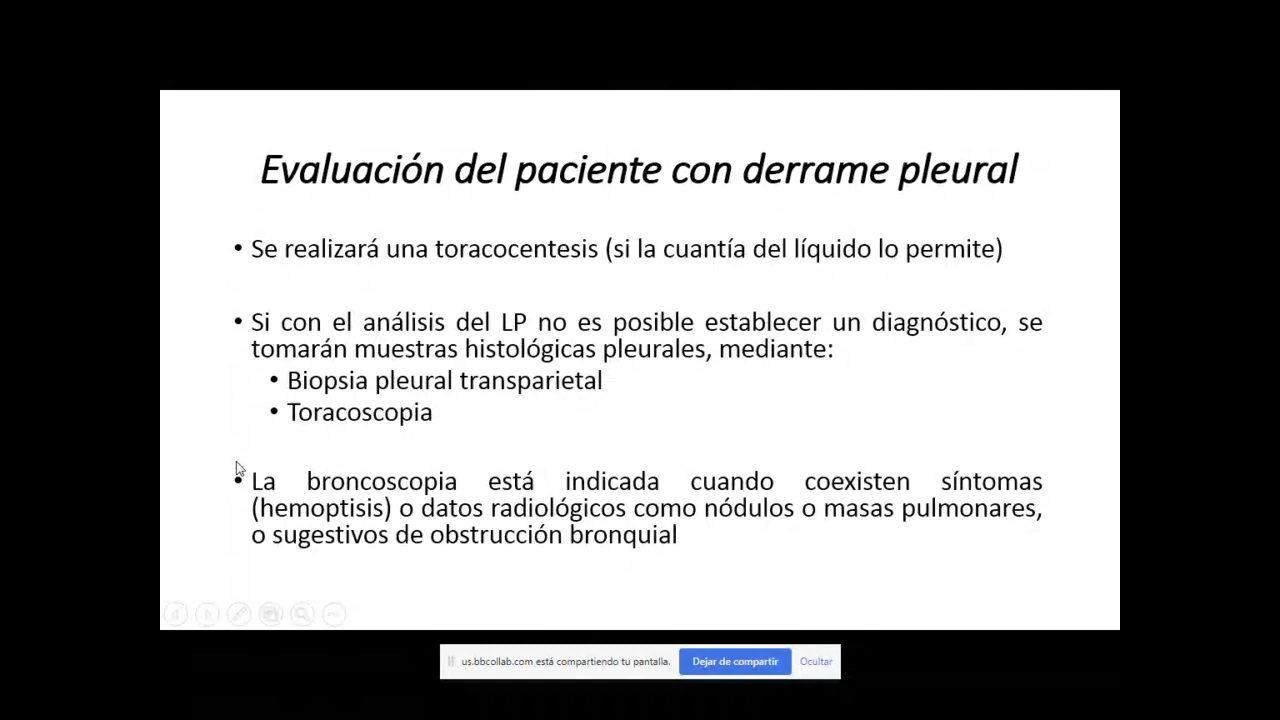 Evaluación del paciente con derrame pleural
• Se realizará una toracocentesis (si la cuantía del líquido lo permite)
• Si con el análisis del LP no es posible establecer un diagnóstico, se
tomarán muestras histológicas pleurales, mediante:
• Biopsia pleural transparietal
• Toracoscopia
• La broncoscopia está indicada cuando coexisten síntomas
(hemoptisis) o datos radiológicos como nódulos o masas pulmonares,
o sugestivos de obstrucción bronquial
us.bbcollab.com está compartiendo tu pantalla.
Dejar de compartir
Ocultar